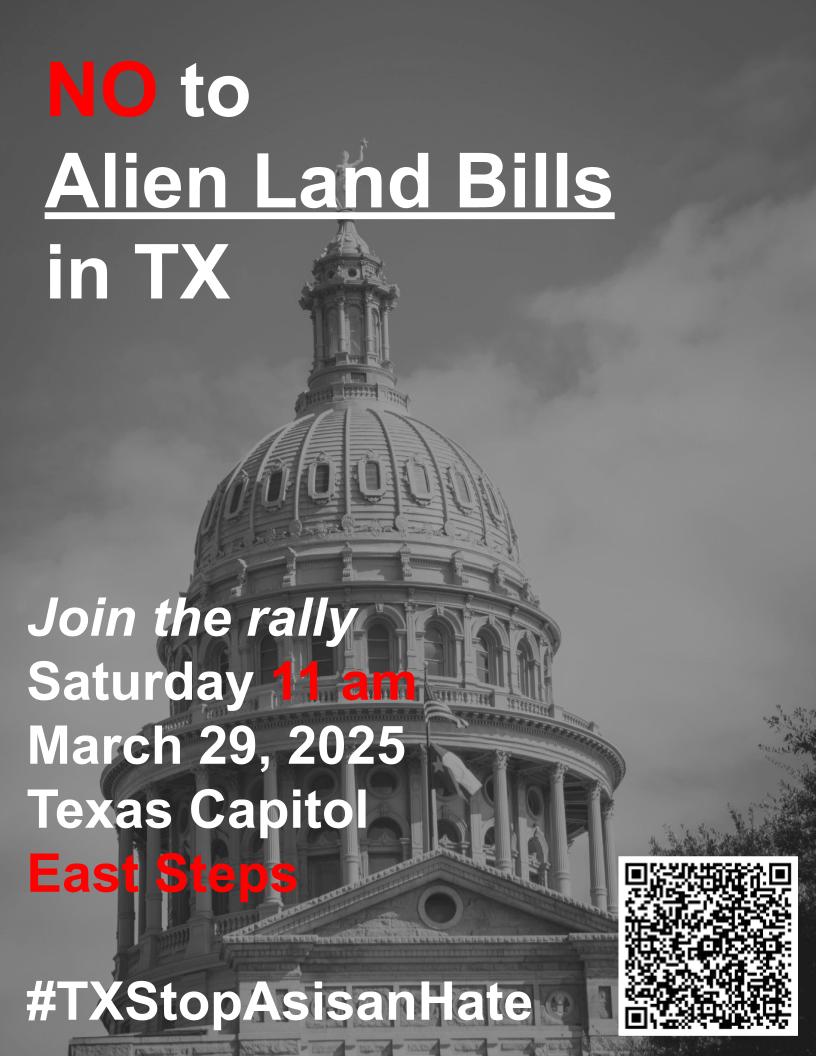 NO to
Alien Land Bills
in TX
Join the rally
Saturday 11 am
March 29, 2025
Texas Capitol
East Steps
#TXStopAsisanHate